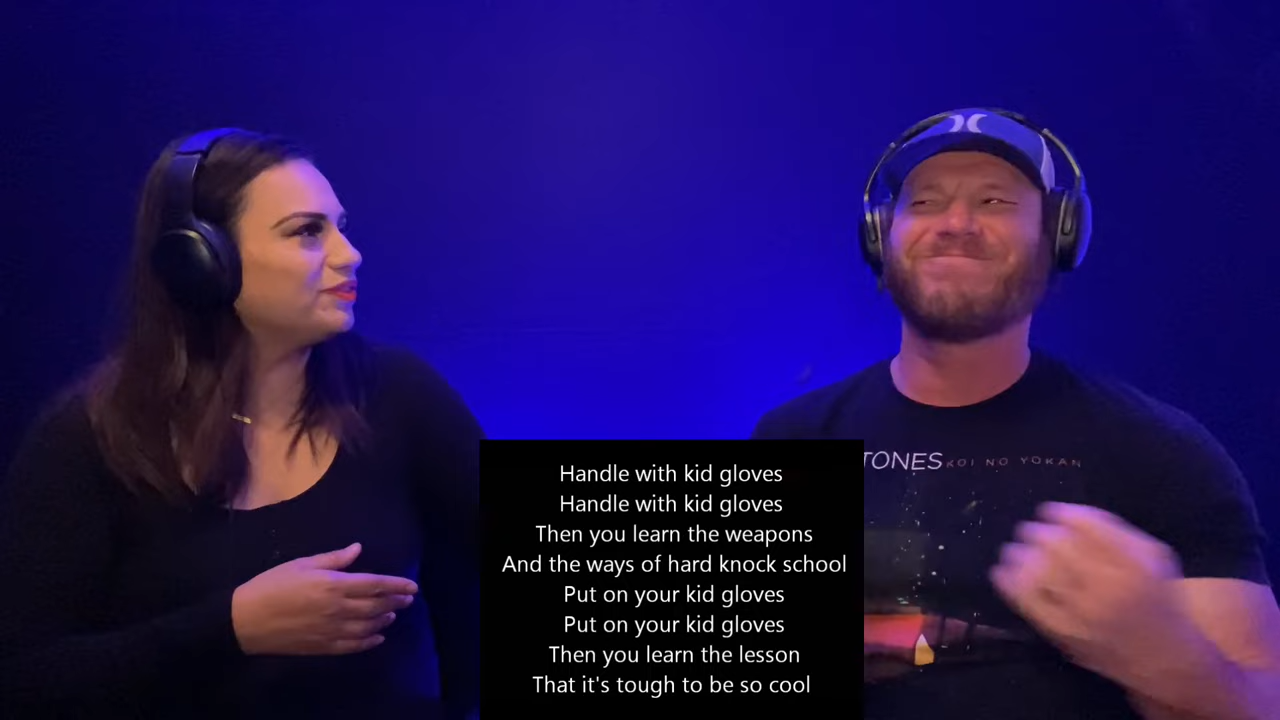 Handle with kid gloves
Handle with kid gloves
Then you learn the weapons
And the ways of hard knock school
Put on your kid gloves
Put on your kid gloves
Then you learn the lesson
That it's tough to be so cool
TONES KOI NO YOKAN